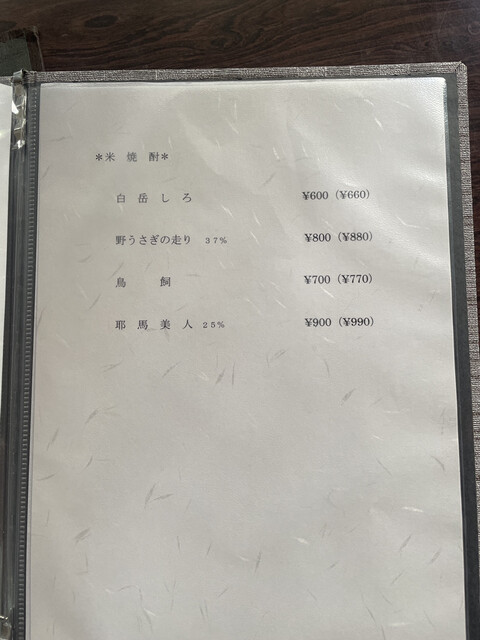 ＊米 焼 酎＊
白 岳 し ろ ¥600（¥660）
野うさぎの走り 37% ¥800（¥880）
鳥 飼 ¥700（¥770）
耶 馬 美 人 25% ¥900（¥990）